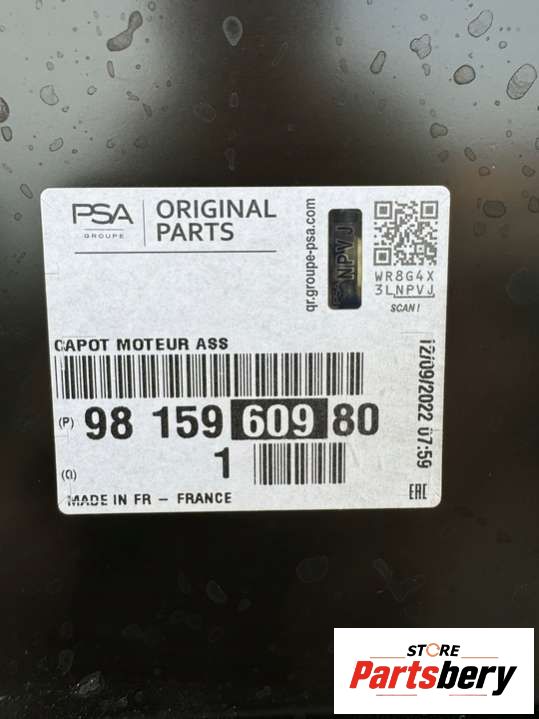 PSA
GROUPE
ORIGINAL
PARTS
qr.groupe-psa.com
NPVJ
WR8G4X
3LNPVJ
SCAN!
CAPOT MOTEUR ASS
(P) 98 159 609 80
(Q) 1
MADE IN FR - FRANCE
12/09/2022 07:59
EAC
STORE
Partsbery